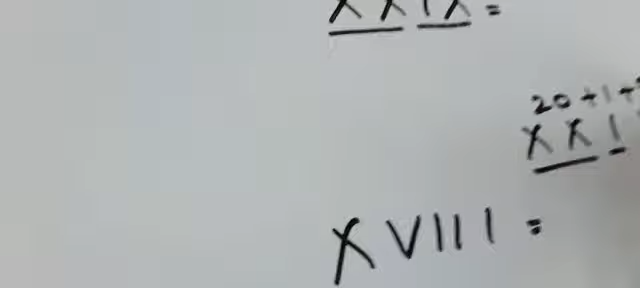 XXIX =
20+1+
XXI
XVIII =